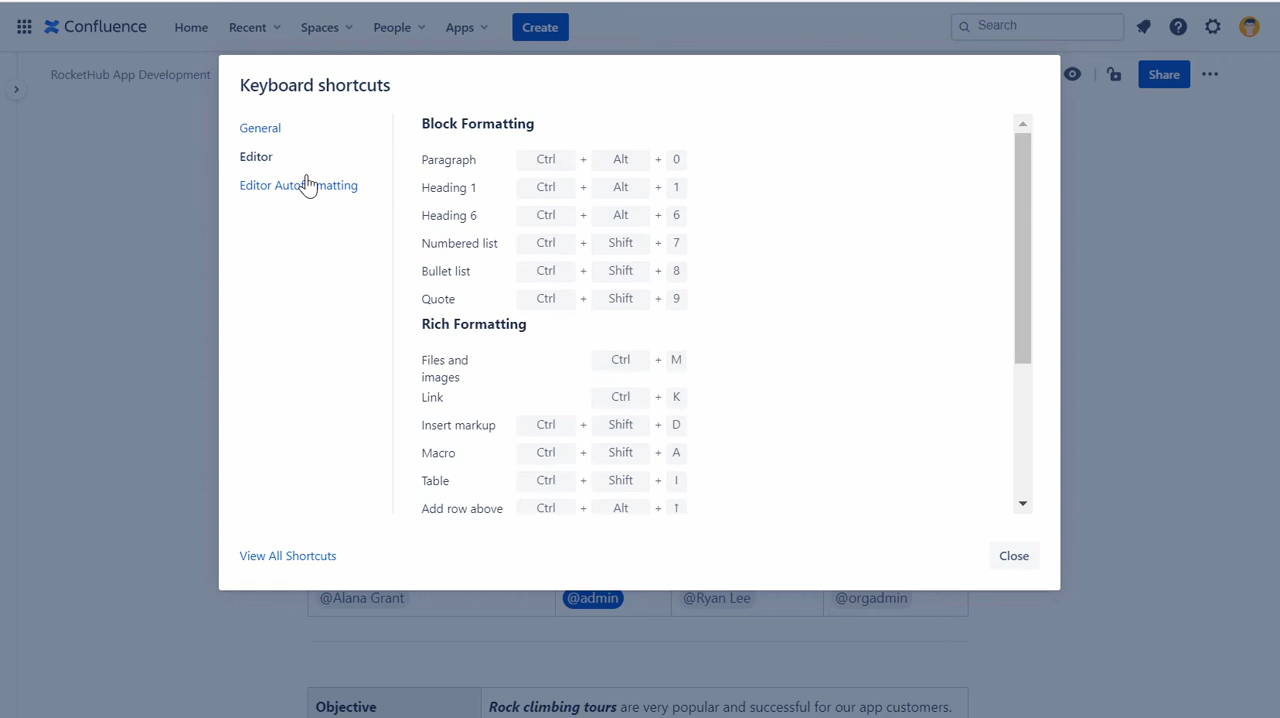 Confluence Home Recent Spaces People Apps Create Search
RocketHub App Development Share
Keyboard shortcuts
General
Editor
Editor Autoformatting
Block Formatting
Paragraph Ctrl + Alt + 0
Heading 1 Ctrl + Alt + 1
Heading 6 Ctrl + Alt + 6
Numbered list Ctrl + Shift + 7
Bullet list Ctrl + Shift + 8
Quote Ctrl + Shift + 9
Rich Formatting
Files and
images Ctrl + M
Link Ctrl + K
Insert markup Ctrl + Shift + D
Macro Ctrl + Shift + A
Table Ctrl + Shift + I
Add row above Ctrl + Alt + ↑
View All Shortcuts Close
@Alana Grant @admin @Ryan Lee @orgadmin
Objective Rock climbing tours are very popular and successful for our app customers.